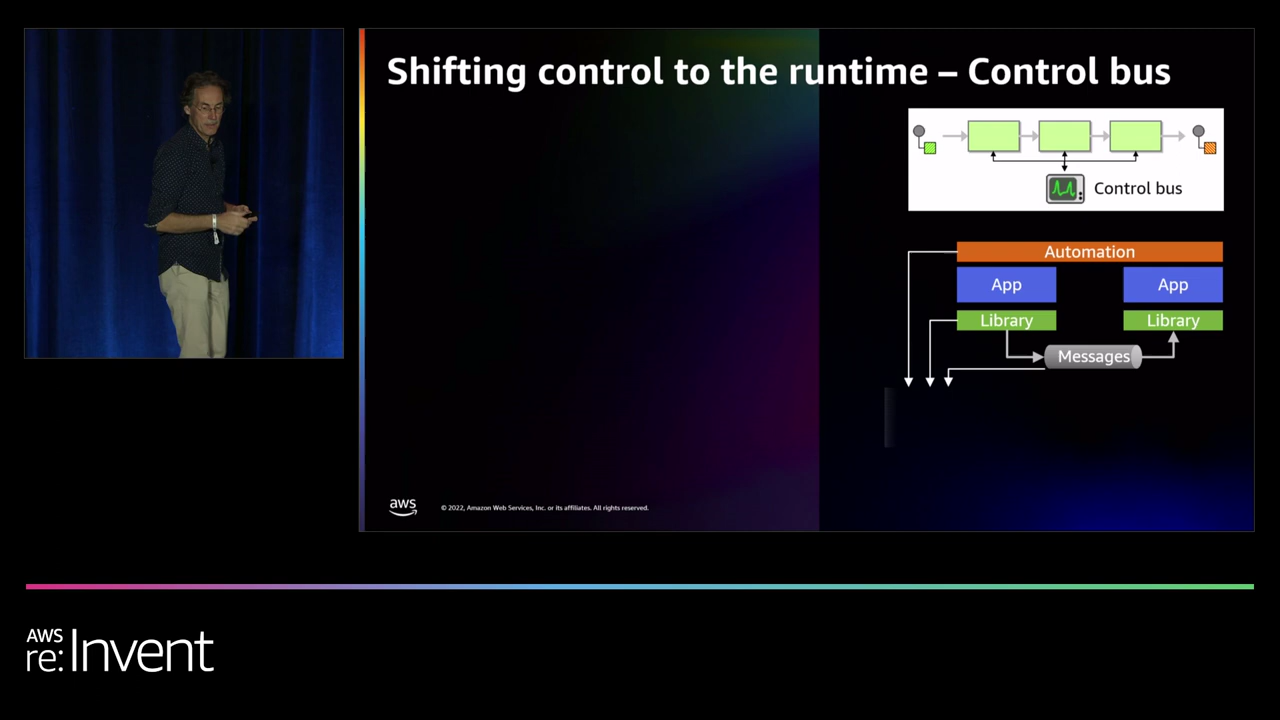 Shifting control to the runtime – Control bus
Control bus
Automation
App
App
Library
Library
Messages
aws
© 2022, Amazon Web Services, Inc. or its affiliates. All rights reserved.
AWS
re:Invent